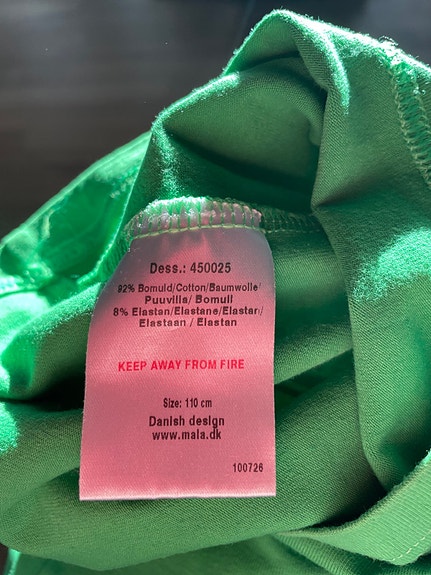 Dess.: 450025
92% Bomuld/Cotton/Baumwolle/
Puuvilla/ Bomull
8% Elastan/Elastane/Elastan/
Elastaan / Elastan
KEEP AWAY FROM FIRE
Size: 110 cm
Danish design
www.mala.dk
100726